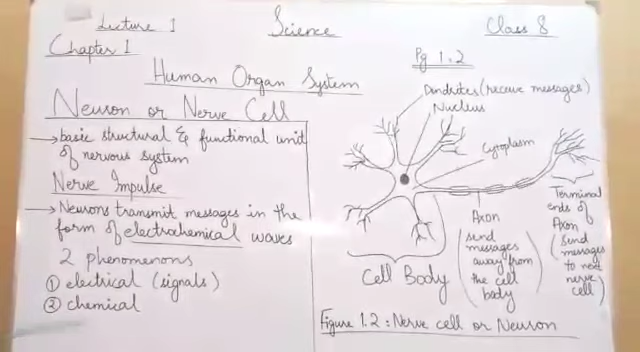 Lecture 1
Science
Class 8
Chapter 1
Human Organ System
Pg 1.2
Neuron or Nerve Cell
→ basic structural & functional unit
of nervous system
Nerve Impulse
→ Neurons transmit messages in the
form of electrochemical waves
2 phenomenons
① electrical (signals)
② chemical
Dendrites (receive messages)
Nucleus
Cytoplasm
Axon
(send
messages
away from
the cell
body)
Terminal
ends of
Axon
(send
messages
to next
nerve
cell)
Cell Body
Figure 1.2: Nerve cell or Neuron